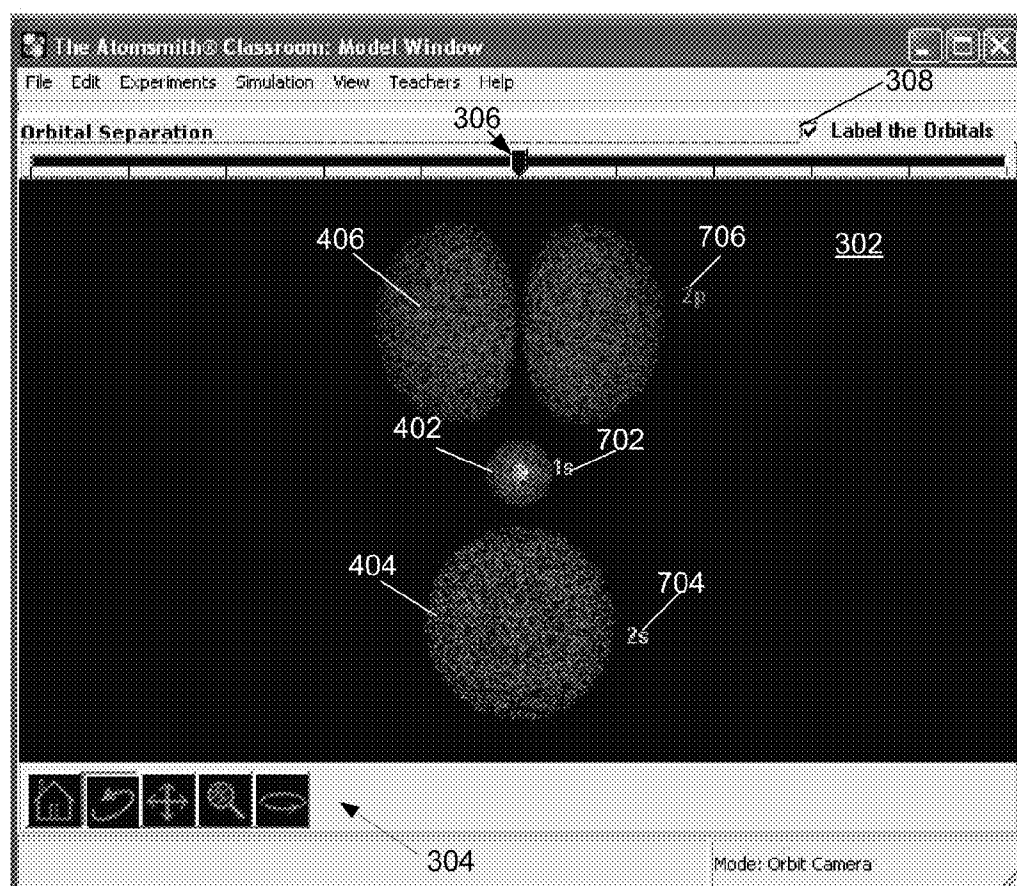 The Atomsmith® Classroom: Model Window
File Edit Experiments Simulation View Teachers Help
308
Orbital Separation
306
Label the Orbitals
406
706
302
2p
402
702
1s
404
704
2s
304
Mode: Orbit Camera